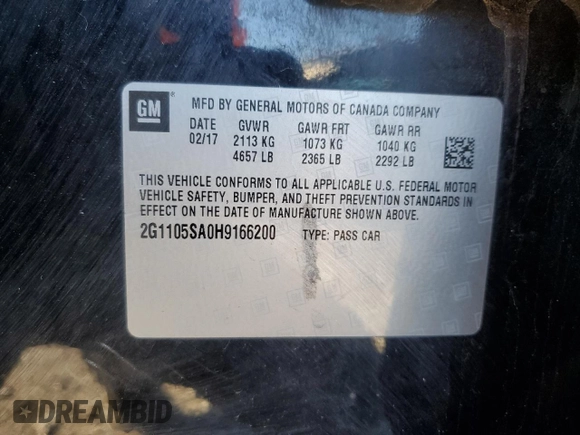 GM
MFD BY GENERAL MOTORS OF CANADA COMPANY
DATE GVWR GAWR FRT GAWR RR
02/17 2113 KG 1073 KG 1040 KG
4657 LB 2365 LB 2292 LB
THIS VEHICLE CONFORMS TO ALL APPLICABLE U.S. FEDERAL MOTOR
VEHICLE SAFETY, BUMPER, AND THEFT PREVENTION STANDARDS IN
EFFECT ON THE DATE OF MANUFACTURE SHOWN ABOVE.
2G1105SA0H9166200 TYPE: PASS CAR
DREAMBID